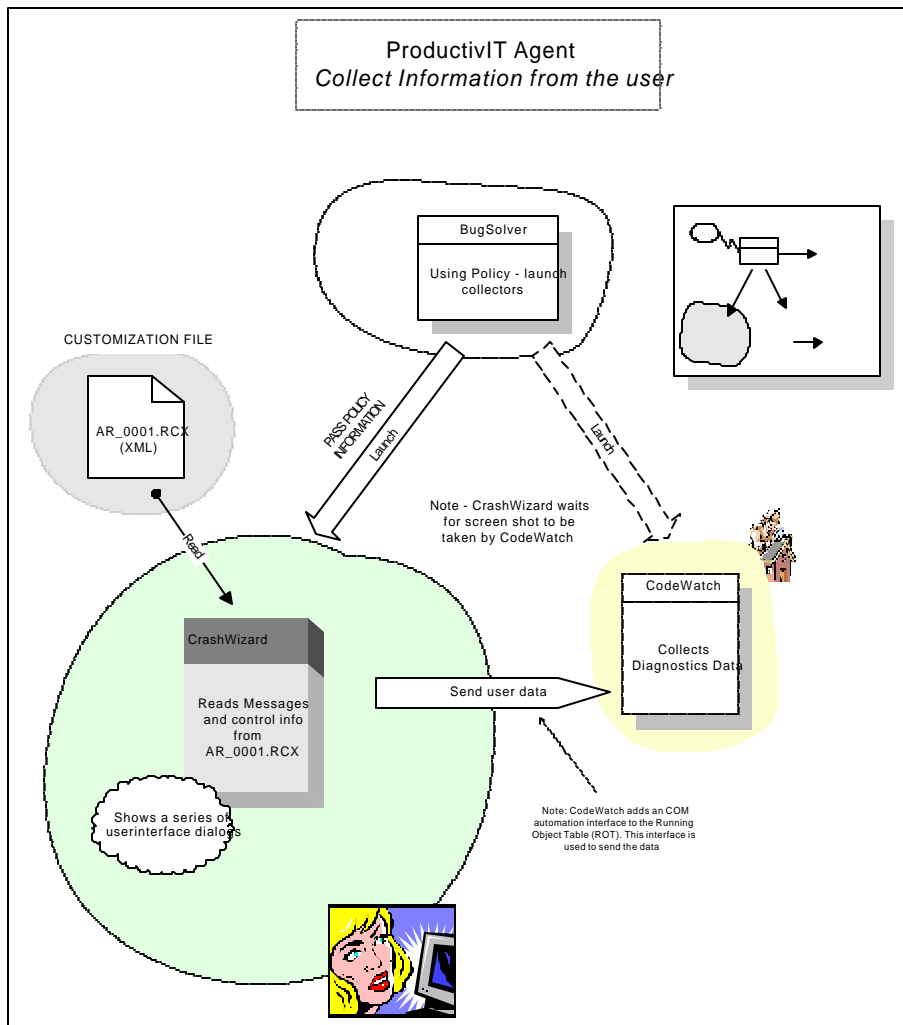 ProductivIT Agent
Collect Information from the user
BugSolver
Using Policy - launch
collectors
CUSTOMIZATION FILE
AR_0001.RCX
(XML)
PASS POLICY
INFORMATION
Launch
Launch
Note - CrashWizard waits
for screen shot to be
taken by CodeWatch
Read
CodeWatch
Collects
Diagnostics Data
CrashWizard
Reads Messages
and control info
from
AR_0001.RCX
Send user data
Shows a series of
userinterface dialogs
Note: CodeWatch adds an COM
automation interface to the Running
Object Table (ROT). This interface is
used to send the data